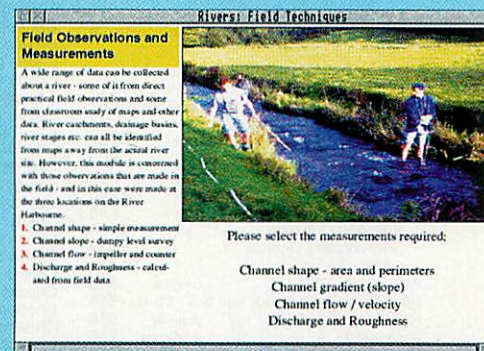 Rivers: Field Techniques
Field Observations and
Measurements
A wide range of data can be collected
about a river - some of it from direct
practical field observations and some
from classroom study of maps and other
data. River catchments, drainage basins,
river stages etc. can all be identified
from maps away from the actual river
site. However, this module is concerned
with those observations that are made in
the field - and in this case were made at
the three locations on the River
Harbourne.
1. Channel shape - simple measurement
2. Channel slope - dumpy level survey
3. Channel flow - impeller and counter
4. Discharge and Roughness - calcul-
ated from field data
Please select the measurements required:
Channel shape - area and perimeters
Channel gradient (slope)
Channel flow / velocity
Discharge and Roughness